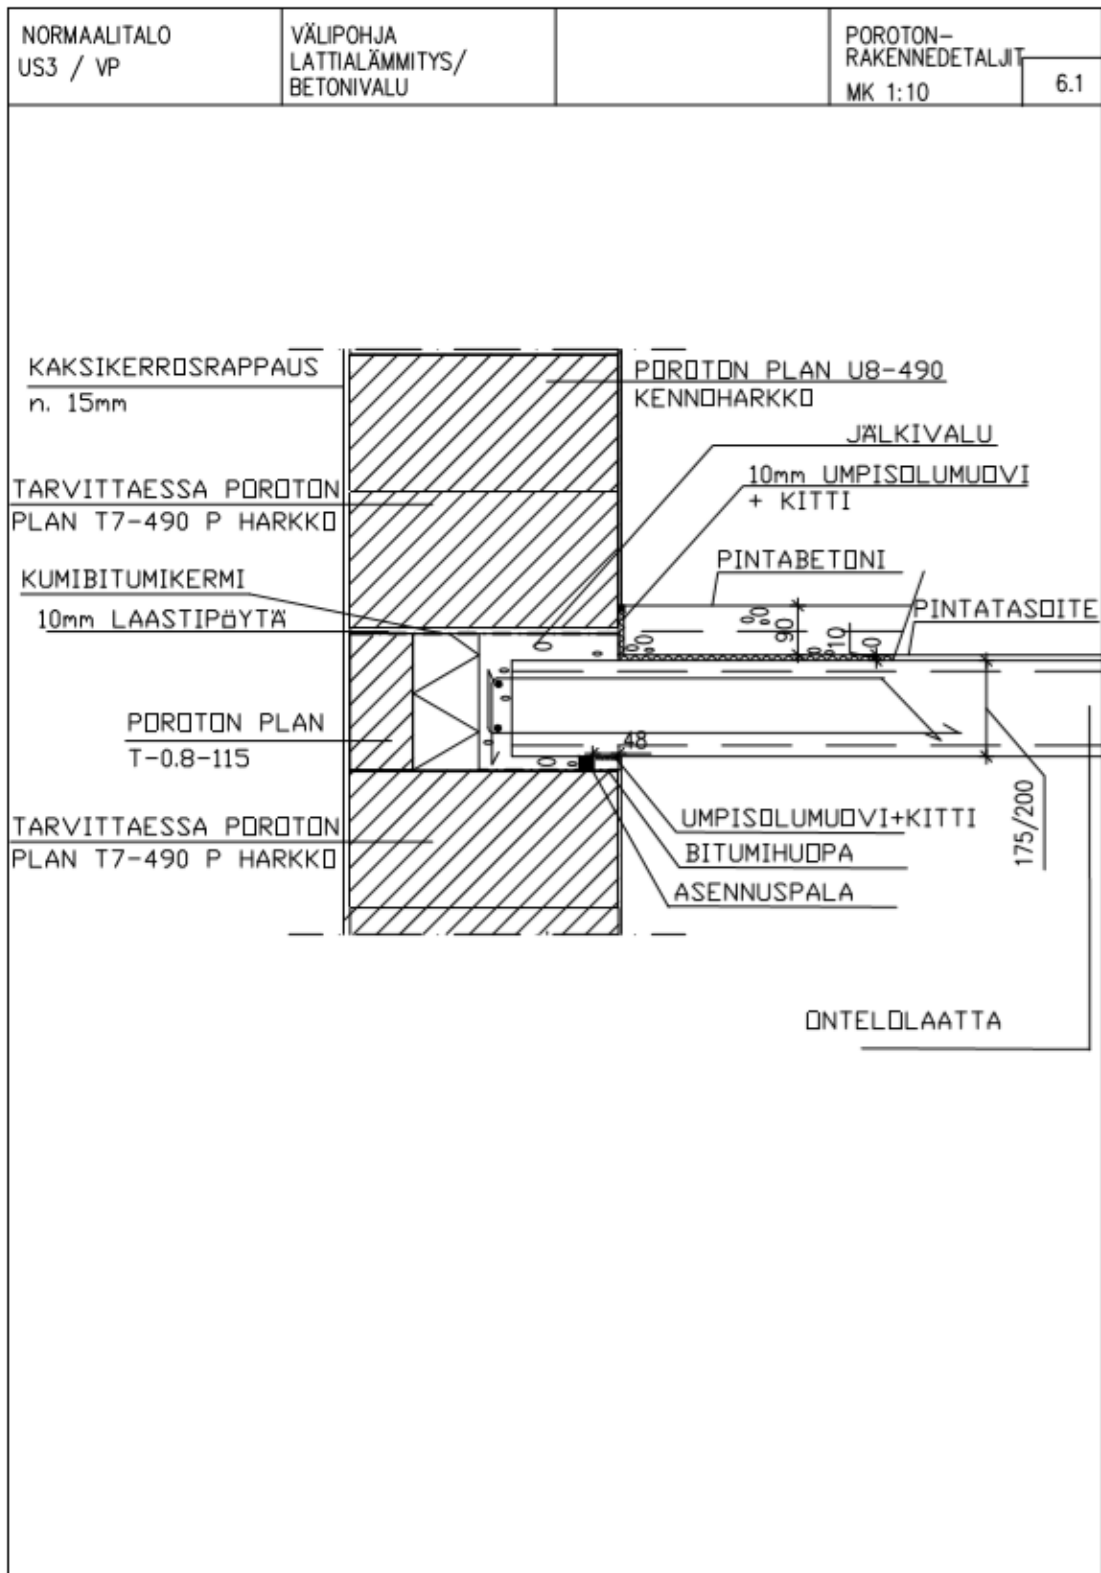 NORMAALITALO
US3 / VP
VÄLIPOHJA
LATTIALÄMMITYS/
BETONIVALU
POROTON-
RAKENNEDETALJIT
MK 1:10
6.1
KAKSIKERROSRAPPAUS
n. 15mm
POROTON PLAN U8-490
KENNOHARKKO
JÄLKIVALU
10mm UMPISOLUMUOVI
+ KITTI
TARVITTAESSA POROTON
PLAN T7-490 P HARKKO
PINTABETONI
KUMIBITUMIKERMI
PINTATASOITE
10mm LAASTIPÖYTÄ
90
10
POROTON PLAN
T-0.8-115
48
175/200
UMPISOLUMUOVI+KITTI
TARVITTAESSA POROTON
PLAN T7-490 P HARKKO
BITUMIHUOPA
ASENNUSPALA
ONTELOLAATTA